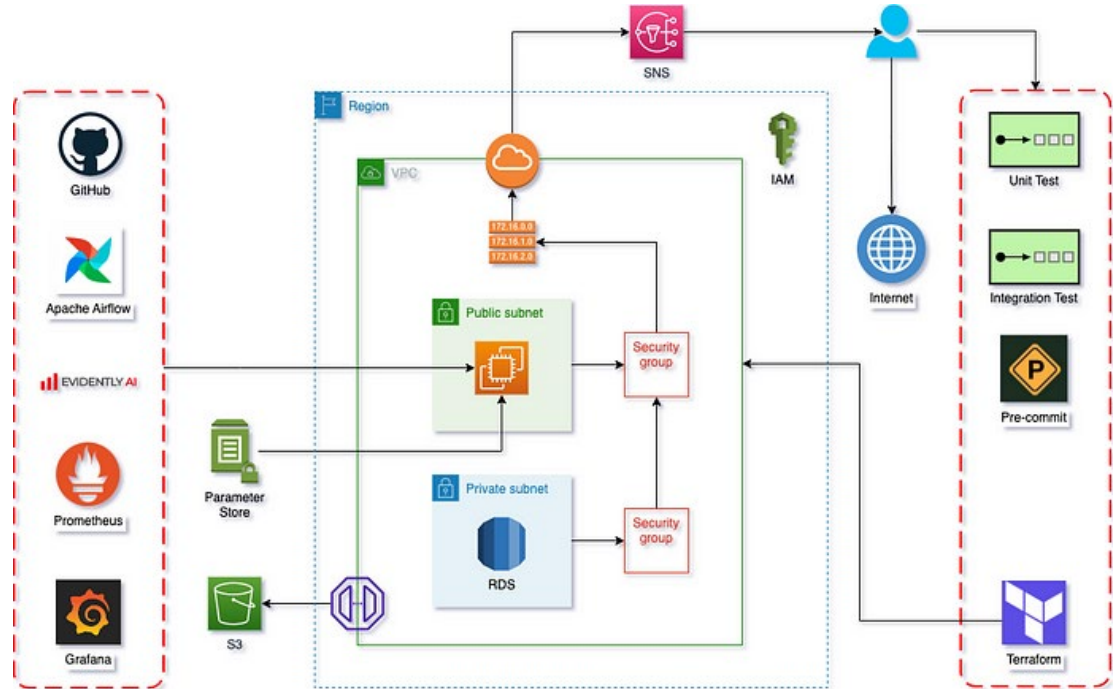 SNS
Region
GitHub
VPC
IAM
Unit Test
172.16.0.0
172.16.1.0
172.16.2.0
Apache Airflow
Internet
Integration Test
Public subnet
Security
group
EVIDENTLY AI
P
Pre-commit
Parameter
Store
Private subnet
Security
group
Prometheus
RDS
S3
Grafana
Terraform